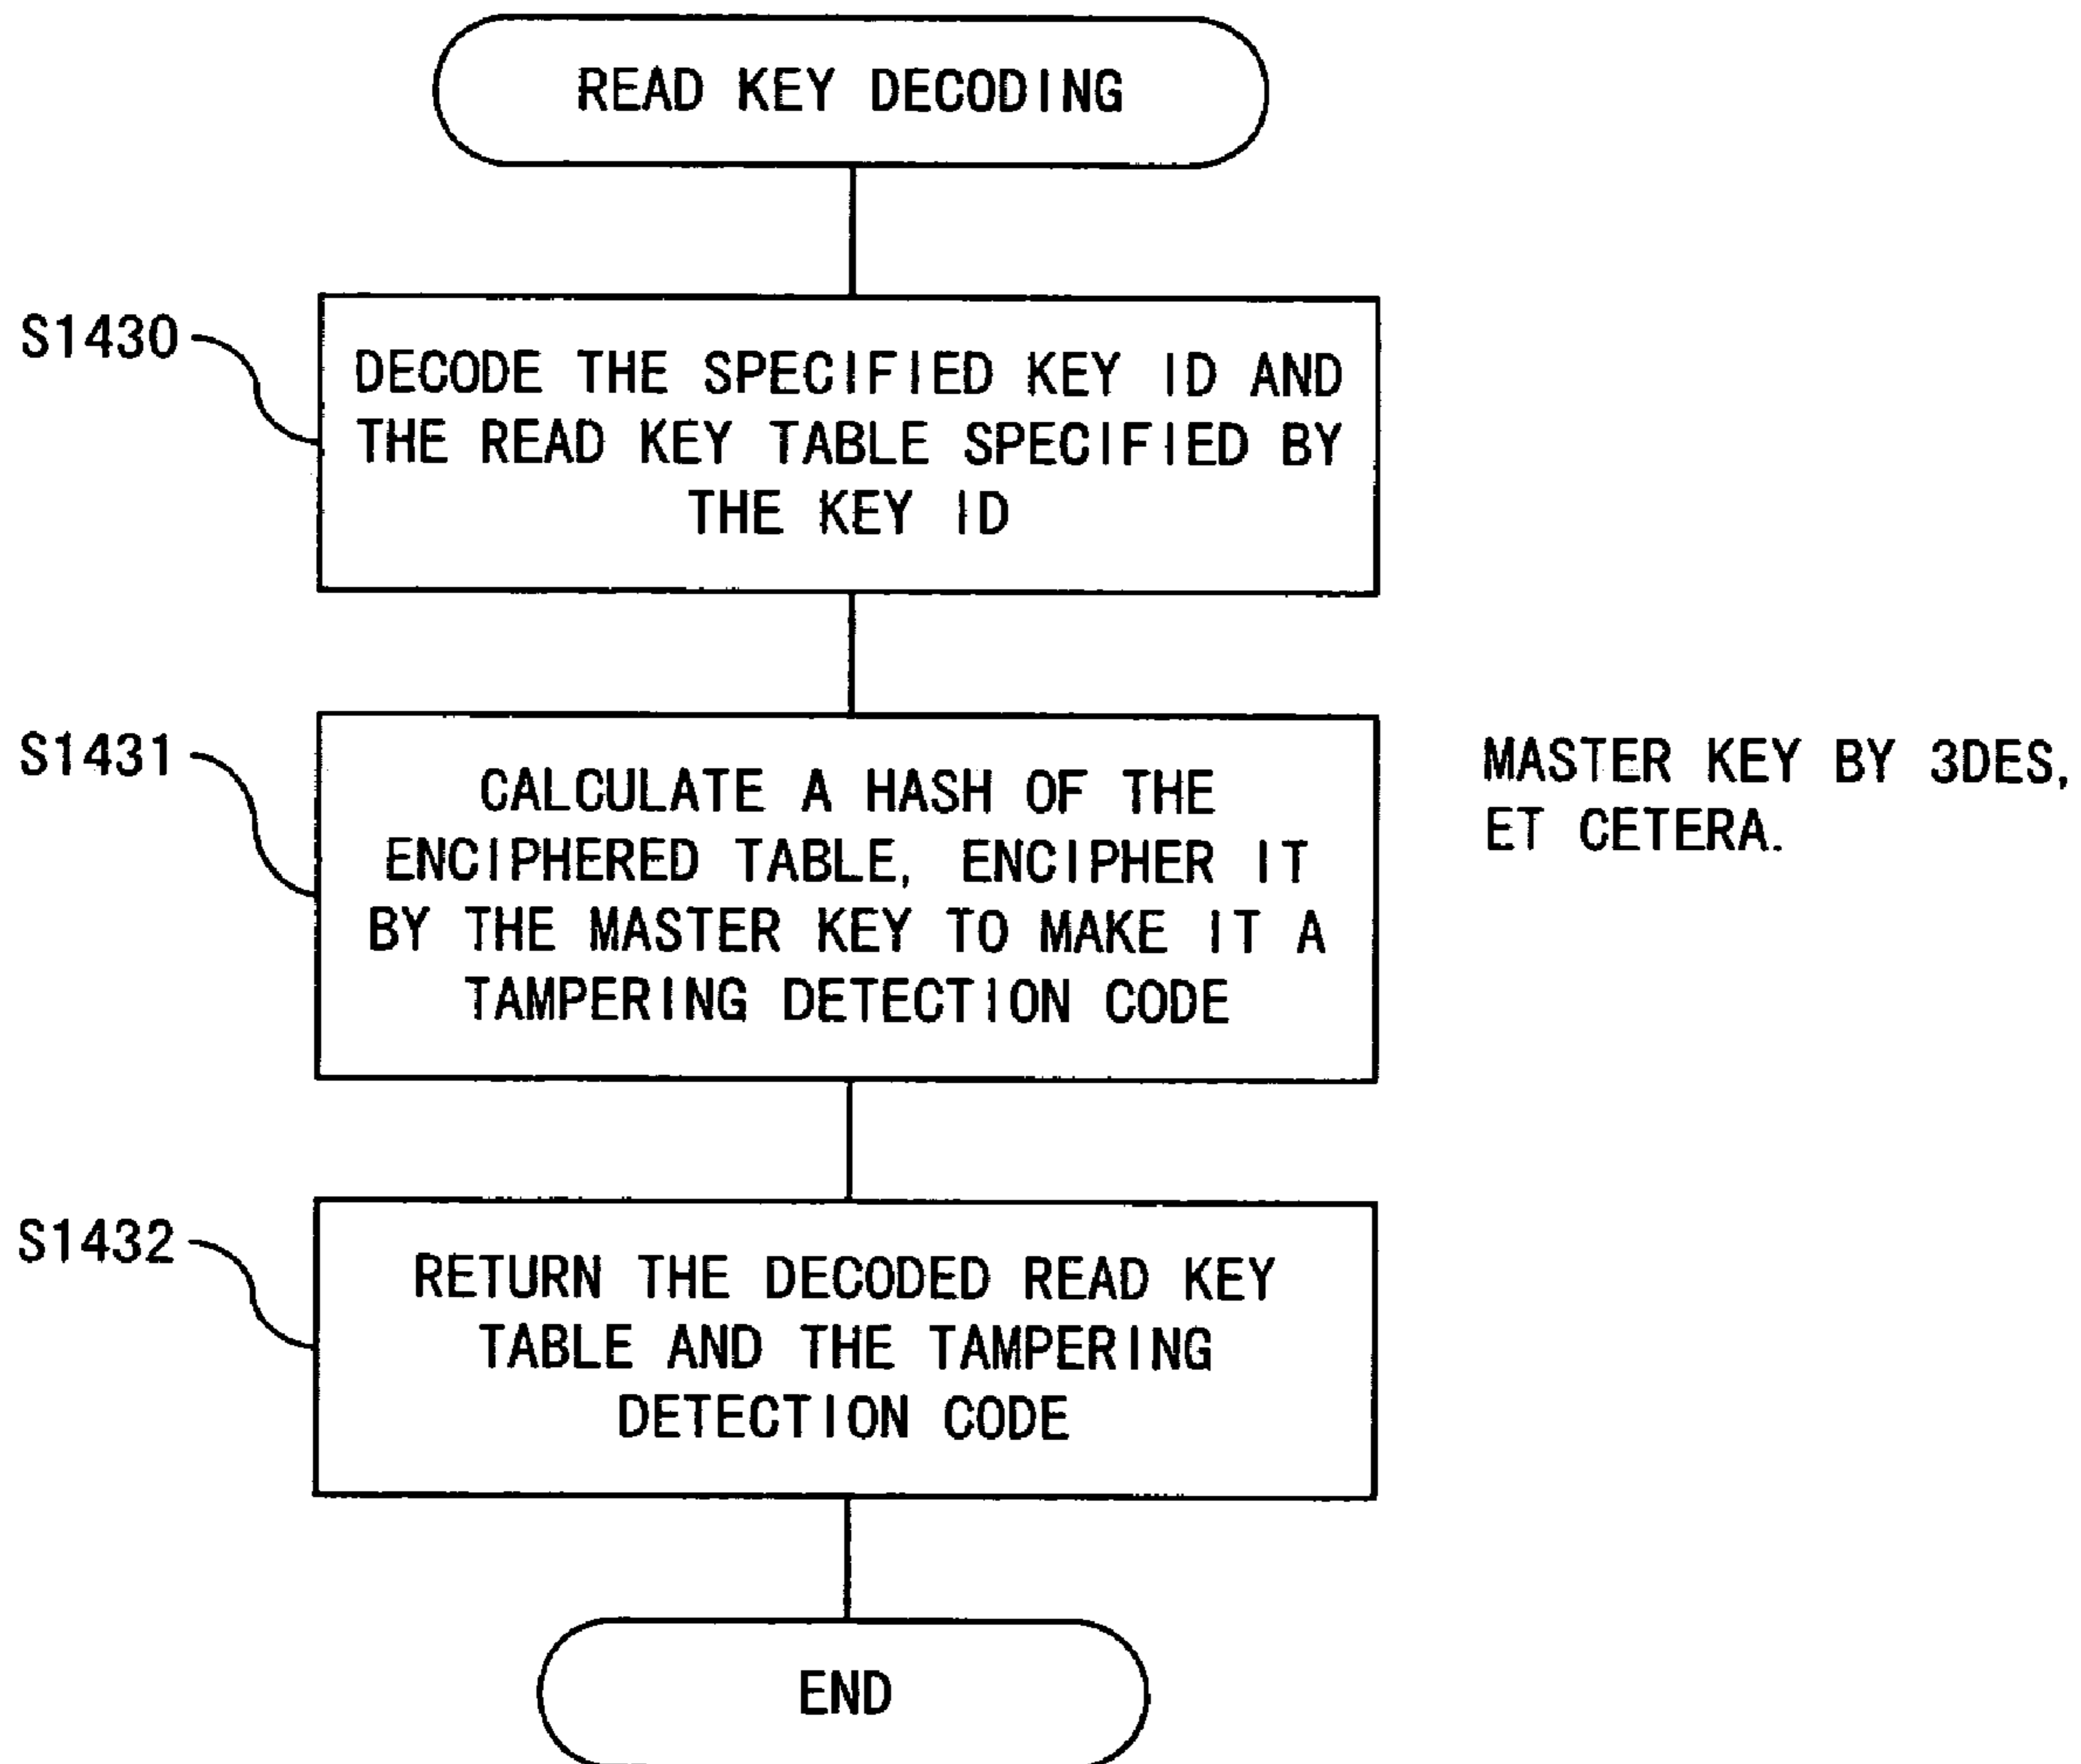 READ KEY DECODING
S1430
DECODE THE SPECIFIED KEY ID AND
THE READ KEY TABLE SPECIFIED BY
THE KEY ID
S1431
CALCULATE A HASH OF THE
ENCIPHERED TABLE, ENCIPHER IT
BY THE MASTER KEY TO MAKE IT A
TAMPERING DETECTION CODE
MASTER KEY BY 3DES,
ET CETERA.
S1432
RETURN THE DECODED READ KEY
TABLE AND THE TAMPERING
DETECTION CODE
END